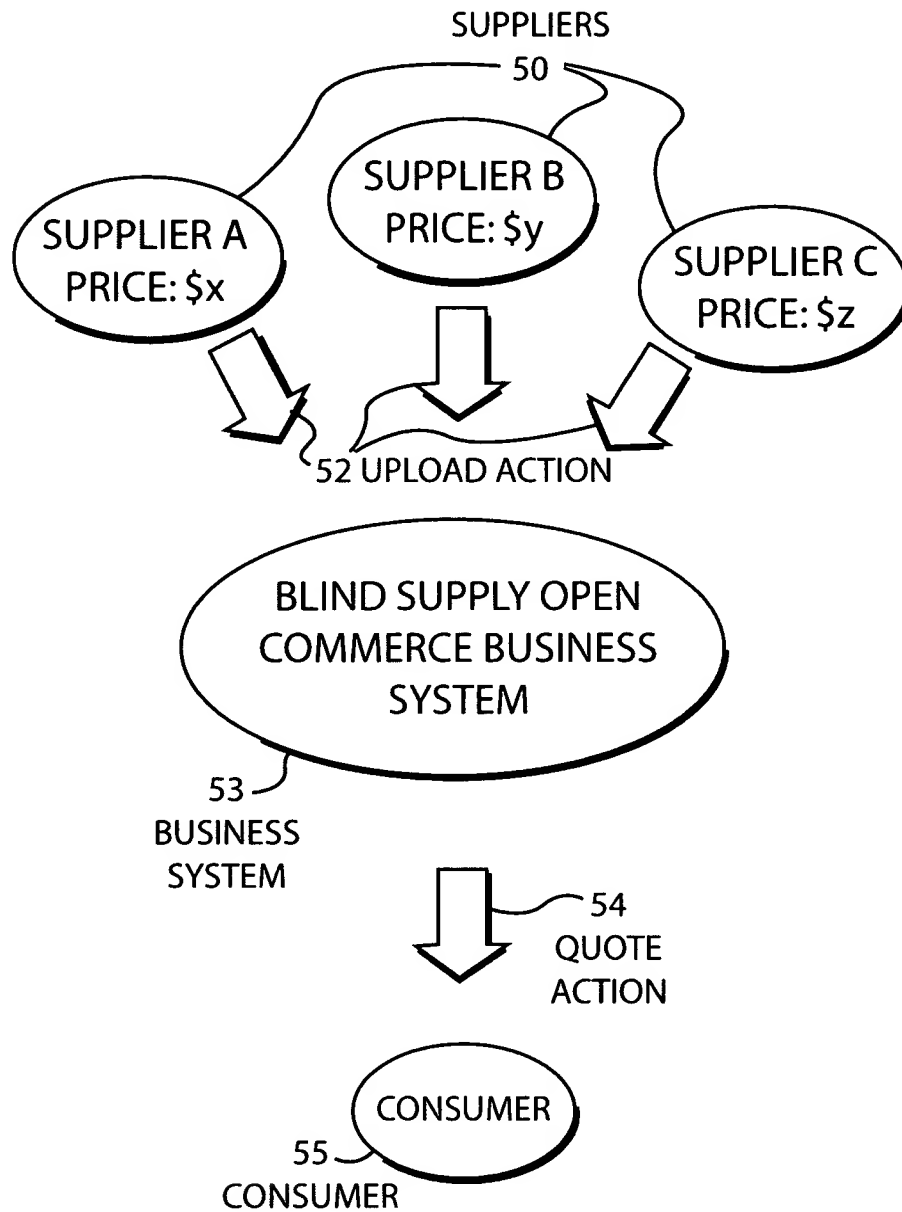 SUPPLIERS
50
SUPPLIER A
PRICE: $x
SUPPLIER B
PRICE: $y
SUPPLIER C
PRICE: $z
52 UPLOAD ACTION
BLIND SUPPLY OPEN
COMMERCE BUSINESS
SYSTEM
53
BUSINESS
SYSTEM
54
QUOTE
ACTION
CONSUMER
55
CONSUMER